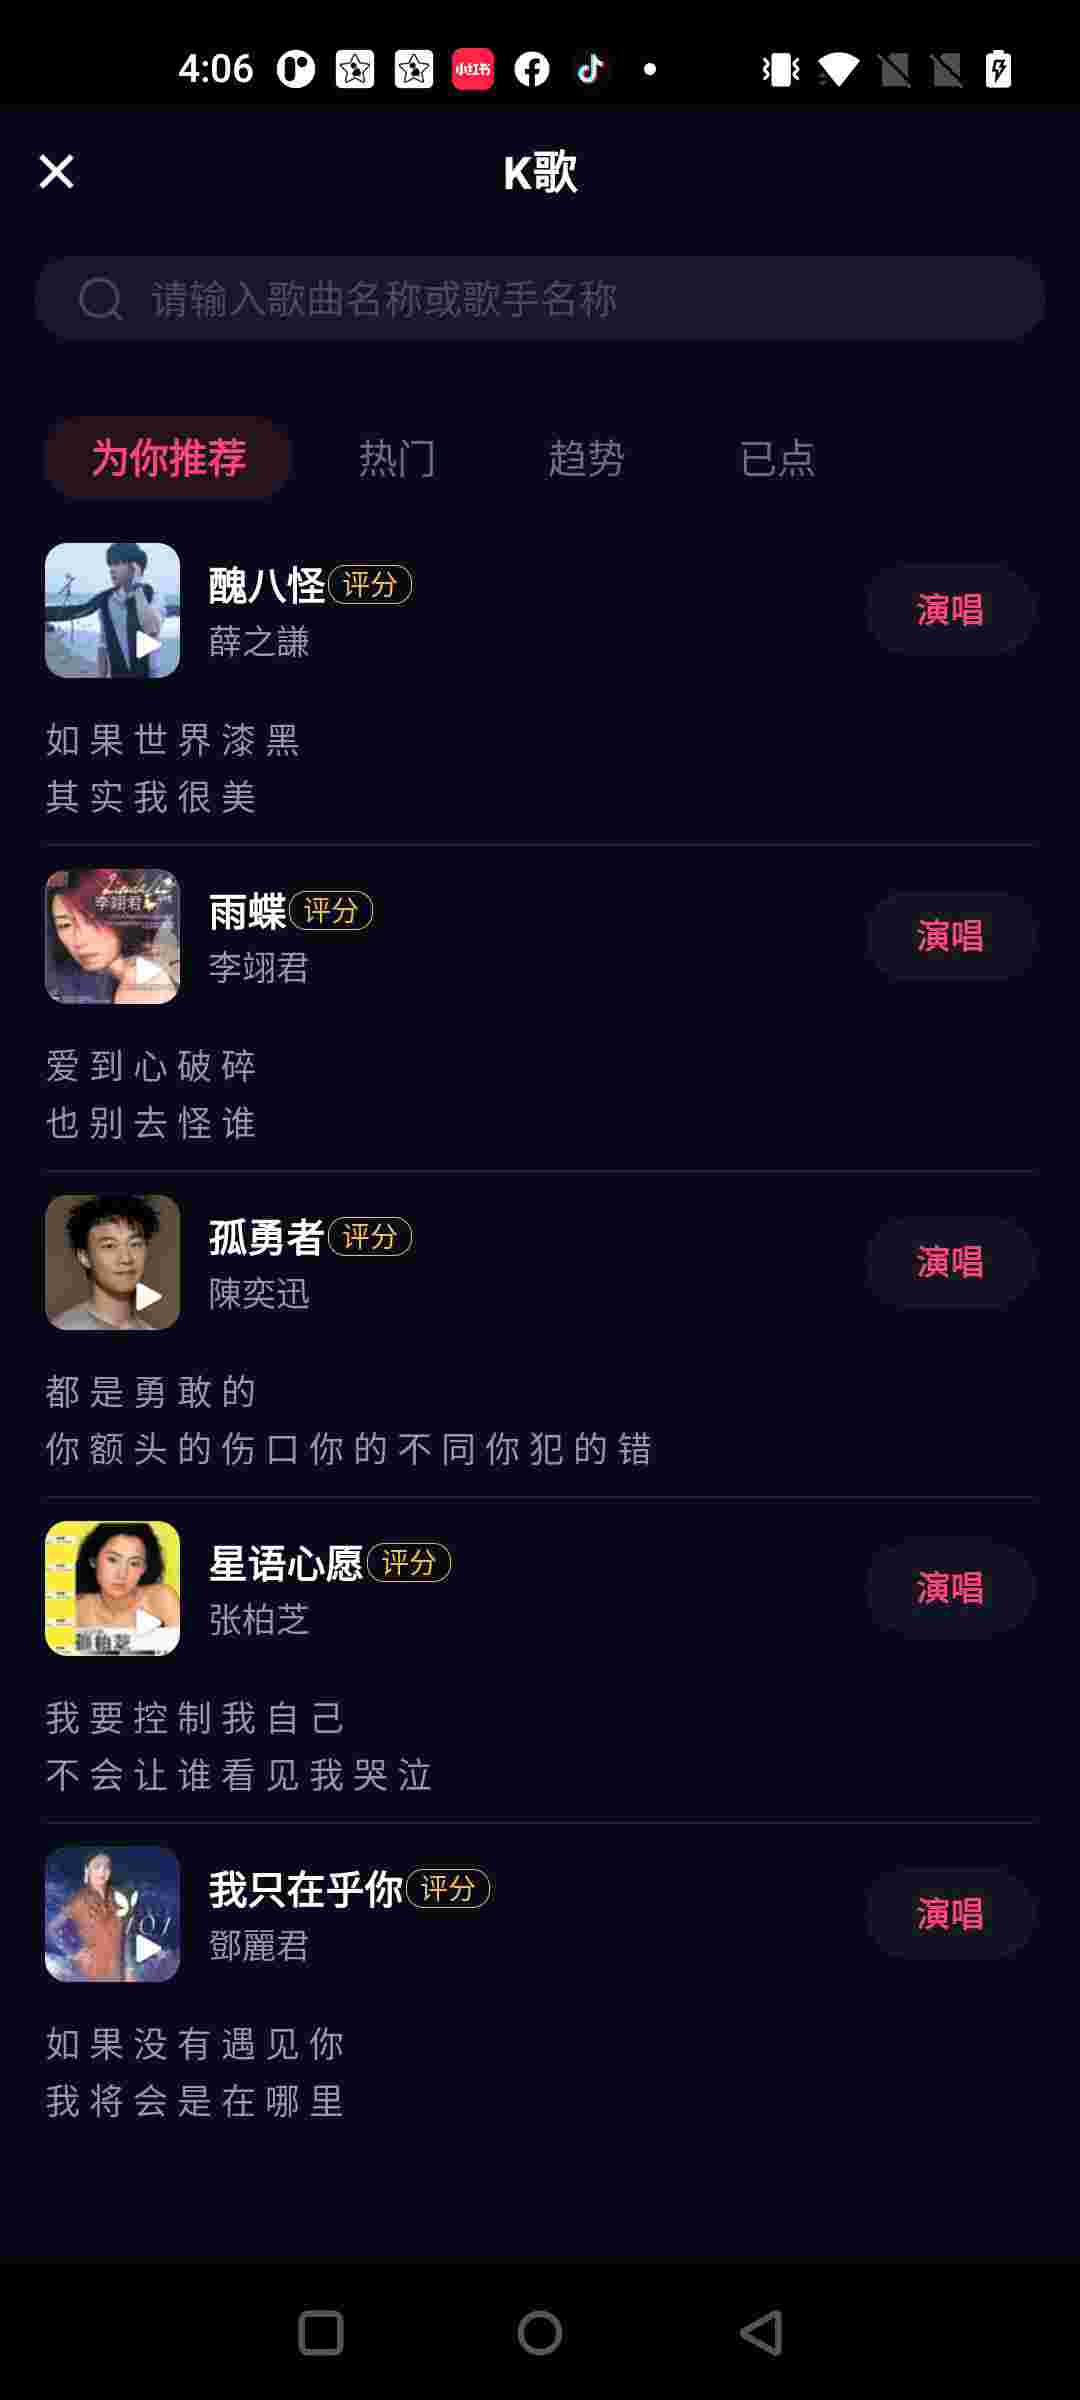 4:06
小红书
K歌
请输入歌曲名称或歌手名称
为你推荐 热门 趋势 已点
醜八怪 评分
薛之謙
演唱
如果世界漆黑
其实我很美
李翊君
雨蝶 评分
李翊君
演唱
爱到心破碎
也别去怪谁
孤勇者 评分
陳奕迅
演唱
都是勇敢的
你额头的伤口你的不同你犯的错
星语心愿 评分
张柏芝
演唱
我要控制我自己
不会让谁看见我哭泣
101
我只在乎你 评分
鄧麗君
演唱
如果没有遇见你
我将会是在哪里